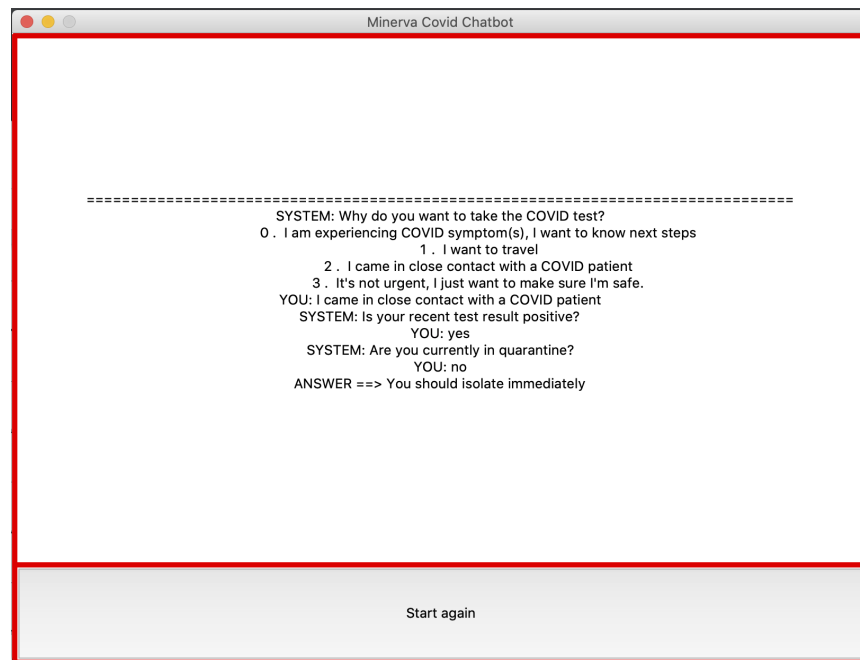 Minerva Covid Chatbot
================================================================================
SYSTEM: Why do you want to take the COVID test?
0 . I am experiencing COVID symptom(s), I want to know next steps
1 . I want to travel
2 . I came in close contact with a COVID patient
3 . It's not urgent, I just want to make sure I'm safe.
YOU: I came in close contact with a COVID patient
SYSTEM: Is your recent test result positive?
YOU: yes
SYSTEM: Are you currently in quarantine?
YOU: no
ANSWER ==> You should isolate immediately
Start again